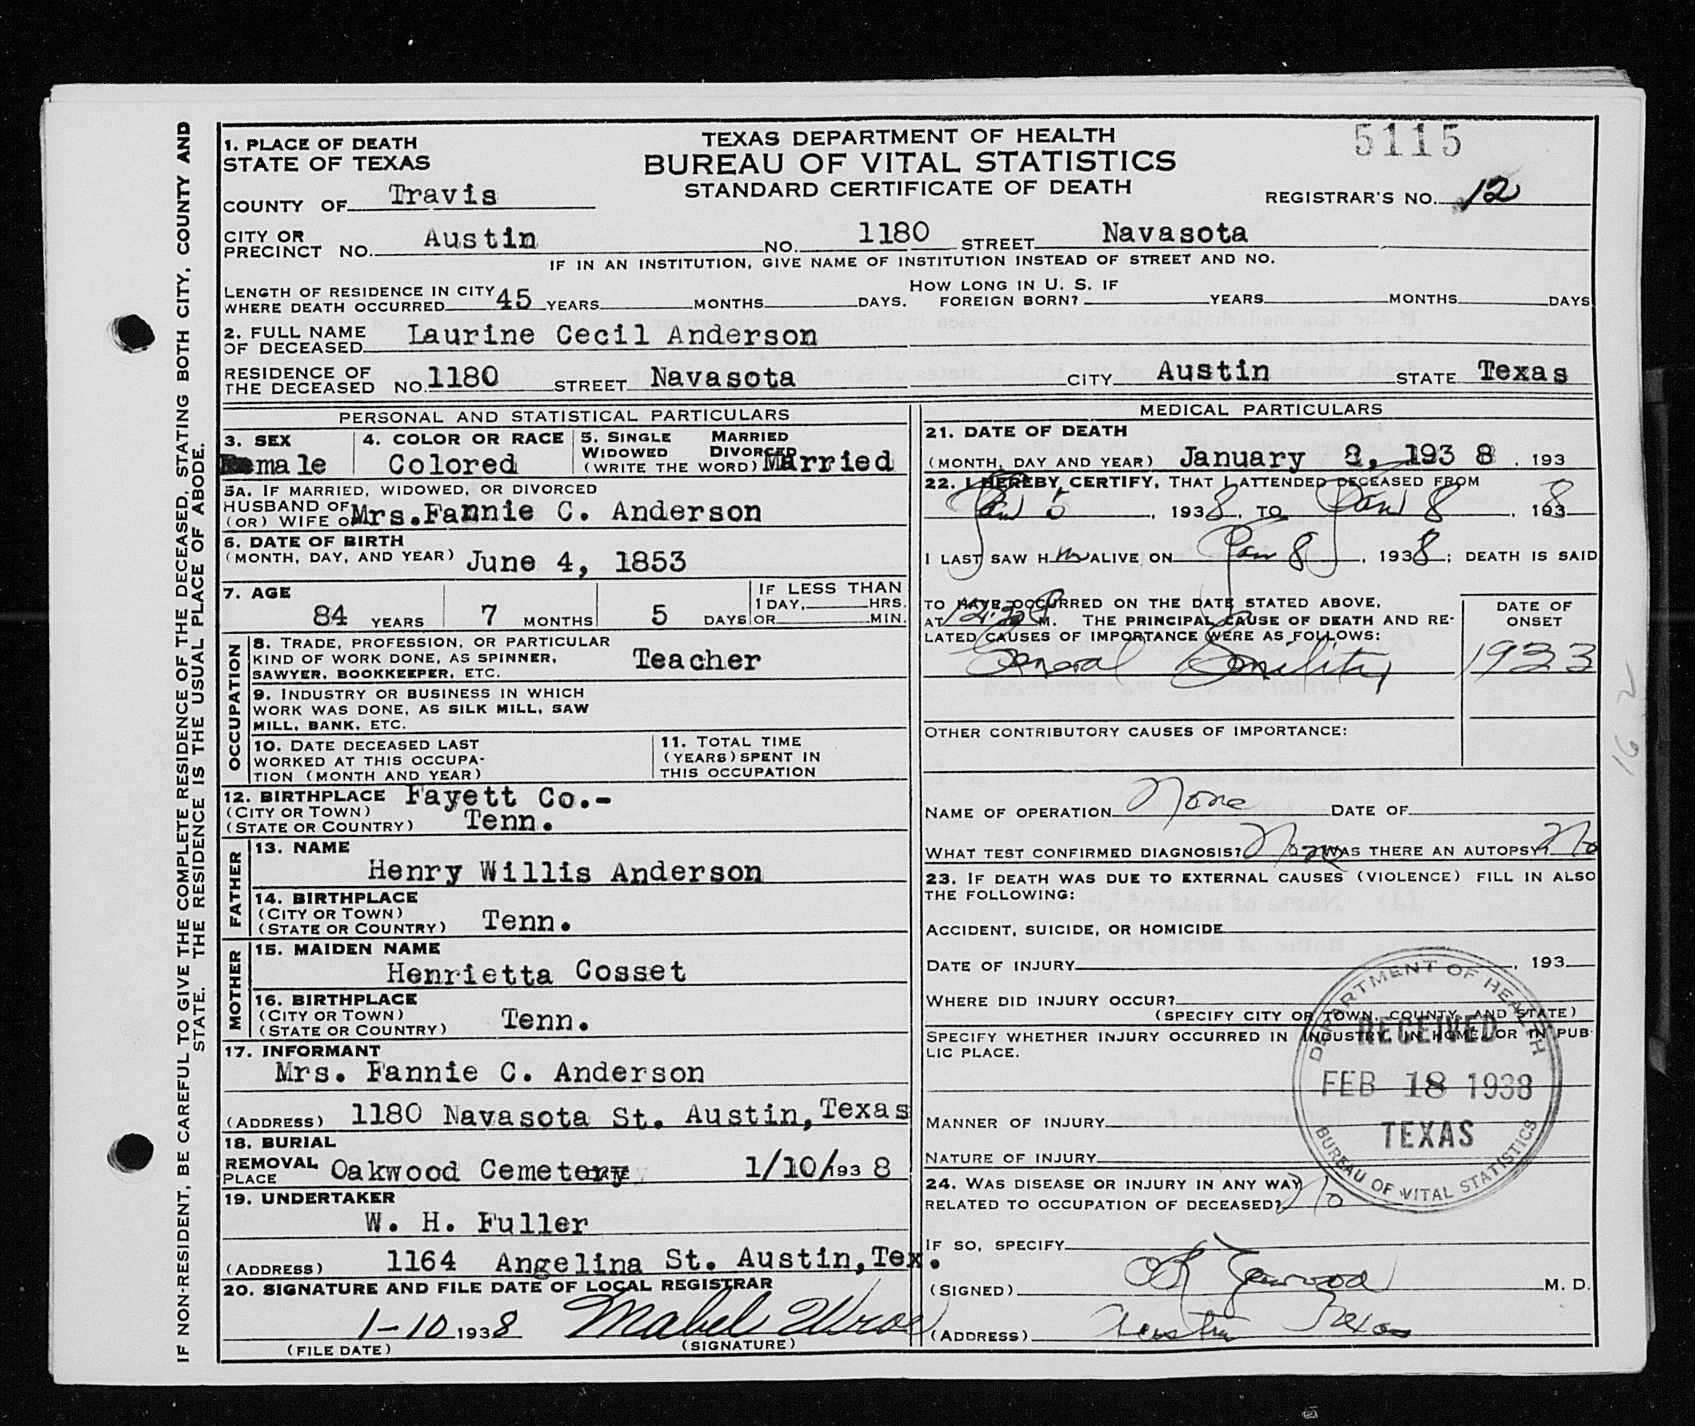 5115
TEXAS DEPARTMENT OF HEALTH
BUREAU OF VITAL STATISTICS
STANDARD CERTIFICATE OF DEATH
REGISTRAR'S NO. 12
1. PLACE OF DEATH
STATE OF TEXAS
COUNTY OF Travis
CITY OR PRECINCT NO. Austin NO. 1180 STREET Navasota
IF IN AN INSTITUTION, GIVE NAME OF INSTITUTION INSTEAD OF STREET AND NO.
LENGTH OF RESIDENCE IN CITY WHERE DEATH OCCURRED 45 YEARS MONTHS DAYS. HOW LONG IN U. S. IF FOREIGN BORN? YEARS MONTHS DAYS
2. FULL NAME OF DECEASED Laurine Cecil Anderson
RESIDENCE OF THE DECEASED NO. 1180 STREET Navasota CITY Austin STATE Texas
PERSONAL AND STATISTICAL PARTICULARS
3. SEX male
4. COLOR OR RACE Colored
5. SINGLE MARRIED WIDOWED DIVORCED (WRITE THE WORD) Married
5A. IF MARRIED, WIDOWED, OR DIVORCED
HUSBAND OF (OR) WIFE OF Mrs. Fannie C. Anderson
6. DATE OF BIRTH
(MONTH, DAY, AND YEAR) June 4, 1853
7. AGE 84 YEARS 7 MONTHS 5 DAYS IF LESS THAN 1 DAY, HRS. OR MIN.
OCCUPATION
8. TRADE, PROFESSION, OR PARTICULAR
KIND OF WORK DONE, AS SPINNER, Teacher
SAWYER, BOOKKEEPER, ETC.
9. INDUSTRY OR BUSINESS IN WHICH
WORK WAS DONE, AS SILK MILL, SAW
MILL, BANK, ETC.
10. DATE DECEASED LAST WORKED AT THIS OCCUPATION (MONTH AND YEAR)
11. TOTAL TIME (YEARS) SPENT IN THIS OCCUPATION
12. BIRTHPLACE Fayett Co.-
(CITY OR TOWN)
(STATE OR COUNTRY) Tenn.
FATHER
13. NAME
Henry Willis Anderson
14. BIRTHPLACE
(CITY OR TOWN)
(STATE OR COUNTRY) Tenn.
MOTHER
15. MAIDEN NAME
Henrietta Cosset
16. BIRTHPLACE
(CITY OR TOWN)
(STATE OR COUNTRY) Tenn.
17. INFORMANT
Mrs. Fannie C. Anderson
(ADDRESS) 1180 Navasota St. Austin, Texas
18. BURIAL
REMOVAL
PLACE Oakwood Cemetery 1/10/1938
19. UNDERTAKER
W. H. Fuller
(ADDRESS) 1164 Angelina St. Austin, Tex.
20. SIGNATURE AND FILE DATE OF LOCAL REGISTRAR
1-10 1938 Mabel Wroe
(FILE DATE) (SIGNATURE)
MEDICAL PARTICULARS
21. DATE OF DEATH
(MONTH, DAY AND YEAR) January 8, 193 8 , 193
22. I HEREBY CERTIFY, THAT I ATTENDED DECEASED FROM
Jan 5, 1938, TO Jan 8, 1938
I LAST SAW HIM ALIVE ON Jan 8, 1938; DEATH IS SAID
TO HAVE OCCURRED ON THE DATE STATED ABOVE,
AT M. THE PRINCIPAL CAUSE OF DEATH AND RE-
LATED CAUSES OF IMPORTANCE WERE AS FOLLOWS:
DATE OF ONSET
General Senility 1933
OTHER CONTRIBUTORY CAUSES OF IMPORTANCE:
NAME OF OPERATION None DATE OF
WHAT TEST CONFIRMED DIAGNOSIS? None WAS THERE AN AUTOPSY? No
23. IF DEATH WAS DUE TO EXTERNAL CAUSES (VIOLENCE) FILL IN ALSO
THE FOLLOWING:
ACCIDENT, SUICIDE, OR HOMICIDE
DATE OF INJURY , 193
WHERE DID INJURY OCCUR?
(SPECIFY CITY OR TOWN, COUNTY, AND STATE)
SPECIFY WHETHER INJURY OCCURRED IN INDUSTRY, IN HOME, OR IN PUB-
LIC PLACE.
MANNER OF INJURY
NATURE OF INJURY
24. WAS DISEASE OR INJURY IN ANY WAY
RELATED TO OCCUPATION OF DECEASED? No
IF SO, SPECIFY
(SIGNED) Yerwood M. D.
(ADDRESS) Austin Texas
DEPARTMENT OF HEALTH
RECEIVED
FEB 18 1938
TEXAS
BUREAU OF VITAL STATISTICS
162
IF NON-RESIDENT, BE CAREFUL TO GIVE THE COMPLETE RESIDENCE OF THE DECEASED, STATING BOTH CITY, COUNTY AND
STATE. THE RESIDENCE IS THE USUAL PLACE OF ABODE.